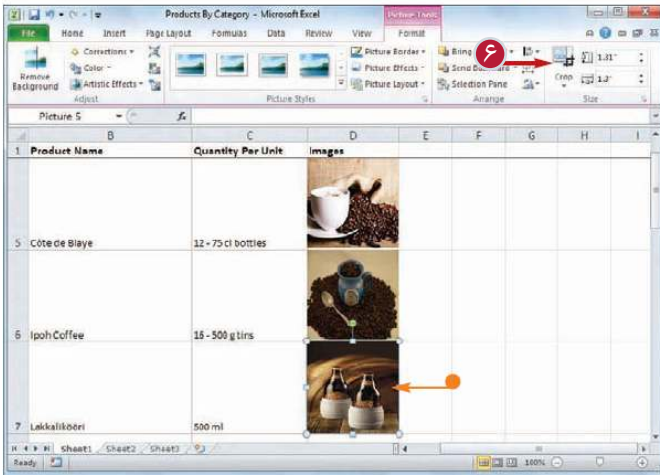 Products By Category - Microsoft Excel
Picture Tools
File Home Insert Page Layout Formulas Data Review View Format
Remove Background
Corrections
Color
Artistic Effects
Adjust
Picture Styles
Picture Border
Picture Effects
Picture Layout
Bring
Send
Selection Pane
Arrange
۶
Crop
1.31"
1.3"
Size
Picture 5
fx
B C D E F G H I
1 Product Name Quantity Per Unit Images
5 Côte de Blaye 12 - 75 cl bottles
6 Ipoh Coffee 16 - 500 g tins
7 Lakkalikööri 500 ml
Sheet1 Sheet2 Sheet3
Ready
100%